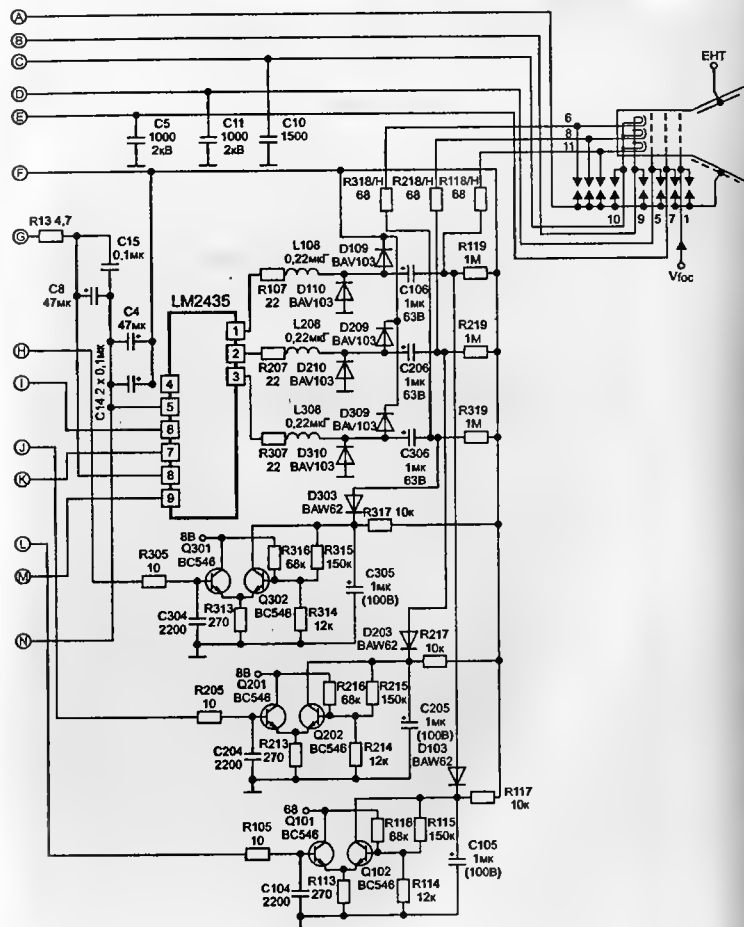 A
B
C
D
E
C5
1000
2кВ
C11
1000
2кВ
C10
1500
EHT
6
8
11
10
9
5
7
1
Vfoc
F
R318/H
68
R218/H
68
R118/H
68
G
R13 4,7
C15
0,1мк
C8
47мк
C4
47мк
C14 2 x 0,1мк
LM2435
1
2
3
4
5
6
7
8
9
L108
0,22мкГ
D109
BAV103
R107
22
D110
BAV103
C106
1мк
63В
R119
1М
L208
0,22мкГ
D209
BAV103
R207
22
D210
BAV103
C206
1мк
63В
R219
1М
L308
0,22мкГ
D309
BAV103
R307
22
D310
BAV103
C306
1мк
63В
R319
1М
H
I
J
K
L
M
N
D303
BAW62
R317 10к
8В
Q301
BC546
R316
68к
R315
150к
R305
10
C304
2200
R313
270
Q302
BC548
R314
12к
C305
1мк
(100В)
D203
BAW62
R217
10к
8В
Q201
BC546
R216
68к
R215
150к
R205
10
C204
2200
R213
270
Q202
BC546
R214
12к
C205
1мк
(100В)
D103
BAW62
R117
10к
68
Q101
BC546
R118
68к
R115
150к
R105
10
C104
2200
R113
270
Q102
BC546
R114
12к
C105
1мк
(100В)